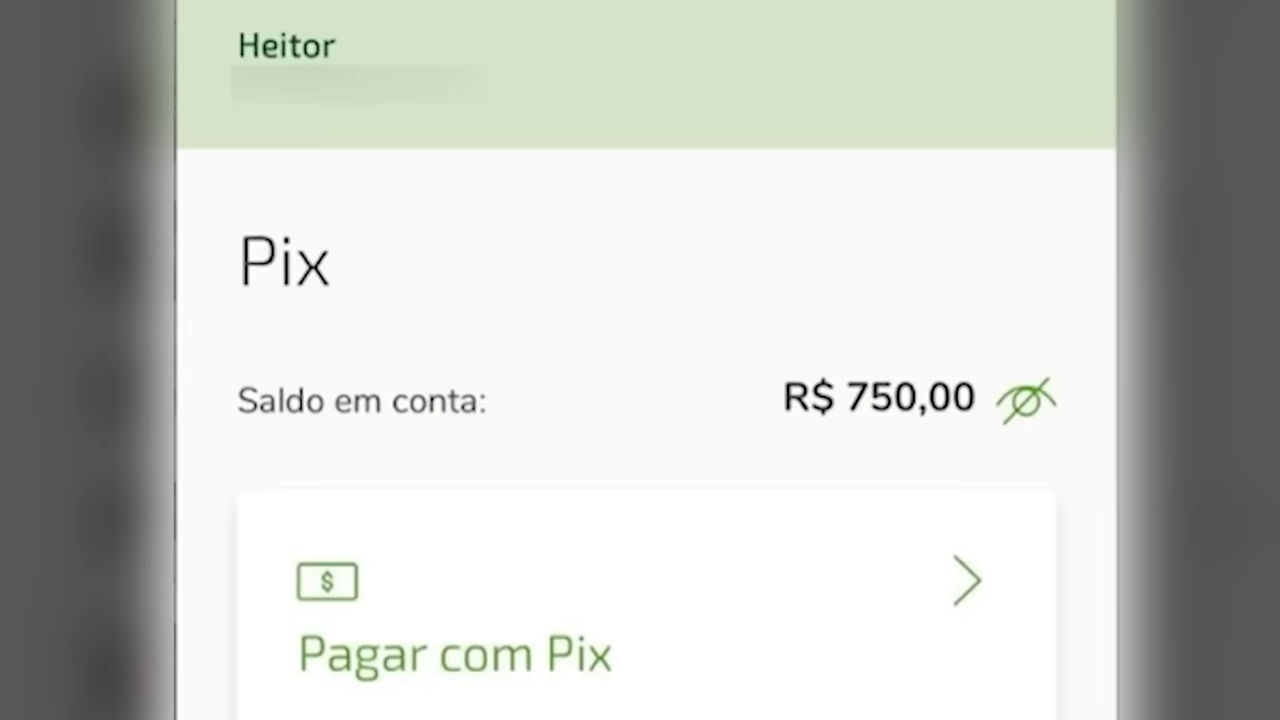 Heitor
Pix
Saldo em conta: R$ 750,00
$
Pagar com Pix